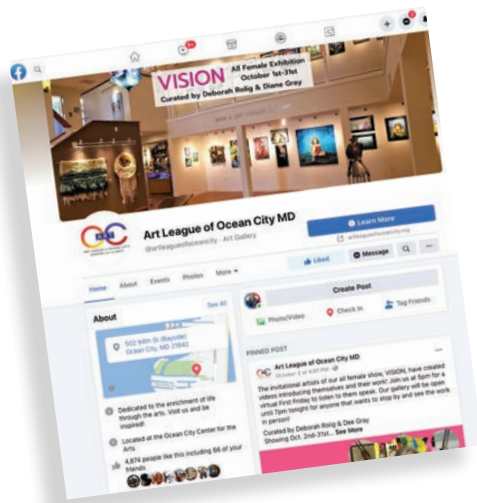 VISION All Female Exhibition
October 1st-31st
Curated by Deborah Rolig & Diane Gray
Art League of Ocean City MD
@artleagueofoceancity · Art Gallery
Learn More
artleagueofoceancity.org
Liked
Message
Home
About
Events
Photos
More
Create Post
Photo/Video
Check in
Tag Friends
About
See All
502 94th St (Bayside)
Ocean City, MD 21842
Dedicated to the enrichment of life
through the arts. Visit us and be
inspired!
Located at the Ocean City Center for the
Arts
4,874 people like this including 66 of your
friends
PINNED POST
Art League of Ocean City MD
October 2 at 4:01 PM
The invitational artists of our all female show, VISION, have created
videos introducing themselves and their work! Join us at 5pm for a
virtual First Friday to listen to them speak. Our gallery will be open
until 7pm tonight for anyone that wants to stop by and see the work
in person!
Curated by Deborah Rolig & Dee Gray
Showing Oct. 2nd-31st... See More